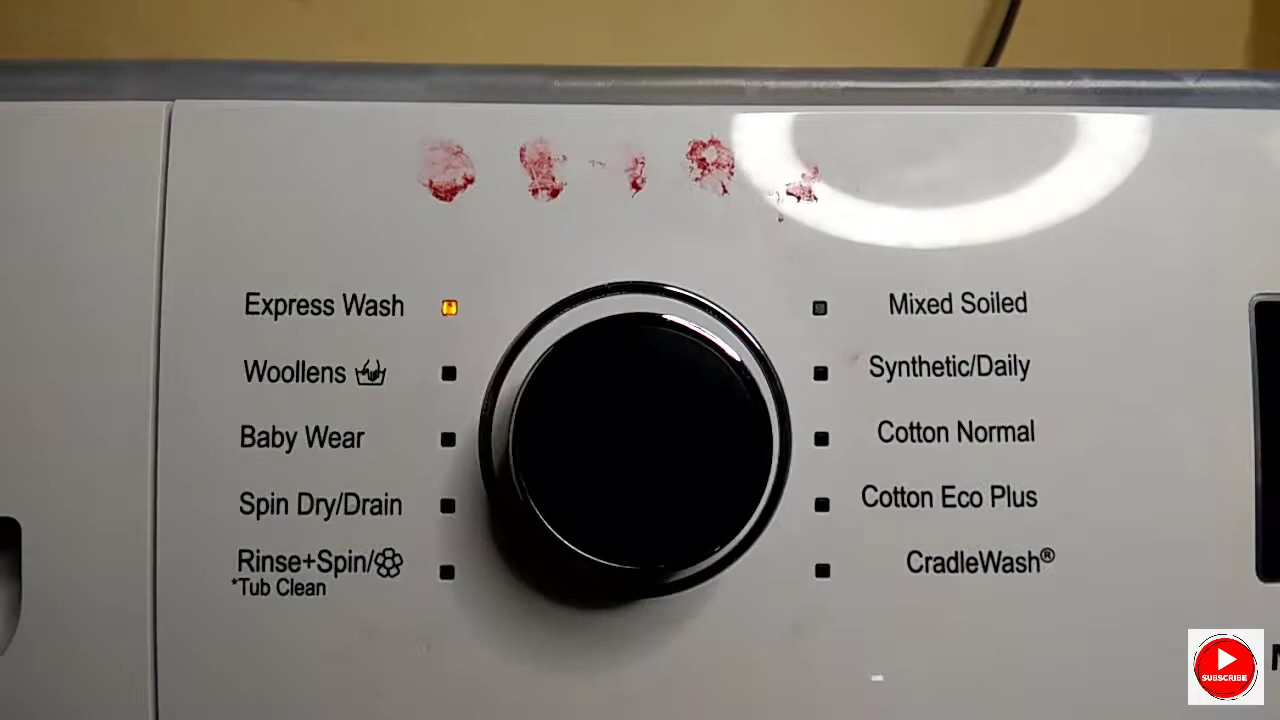 Express Wash
Woollens
Baby Wear
Spin Dry/Drain
Rinse+Spin/
*Tub Clean
Mixed Soiled
Synthetic/Daily
Cotton Normal
Cotton Eco Plus
CradleWash®
SUBSCRIBE